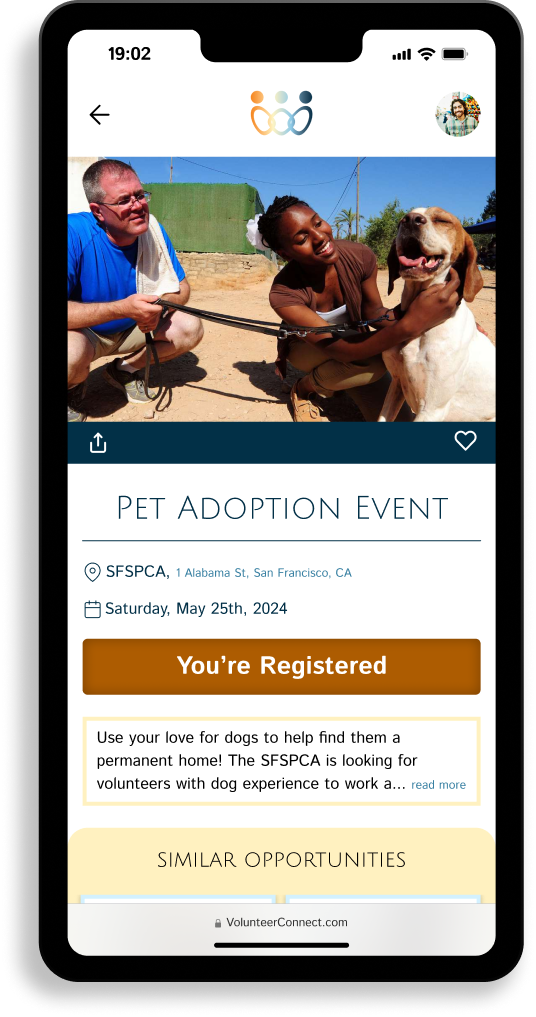 19:02
Pet Adoption Event
SFSPCA, 1 Alabama St, San Francisco, CA
Saturday, May 25th, 2024
You’re Registered
Use your love for dogs to help find them a
permanent home! The SFSPCA is looking for
volunteers with dog experience to work a... read more
SIMILAR OPPORTUNITIES
VolunteerConnect.com